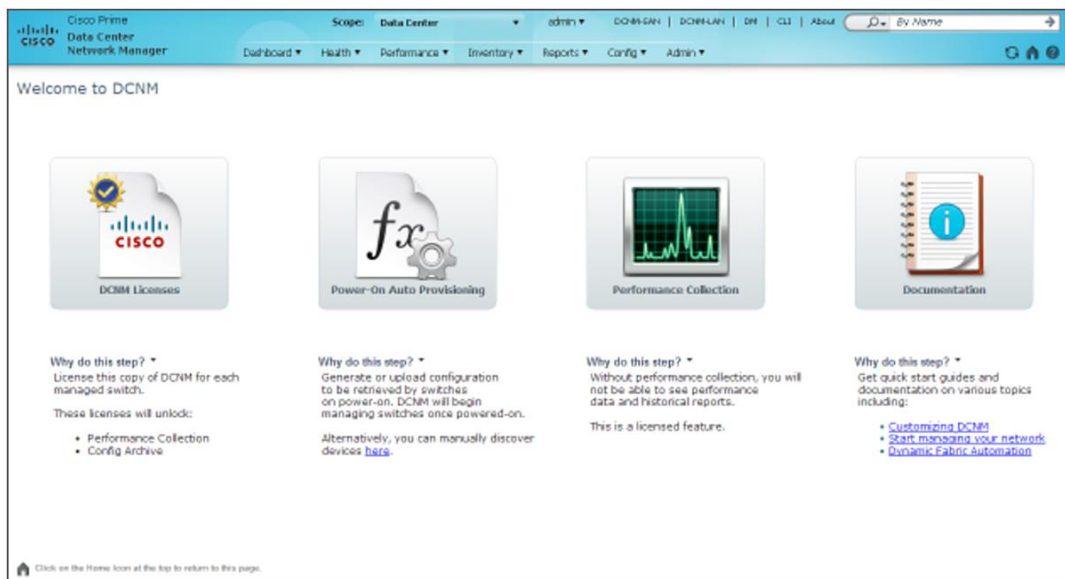 Cisco Prime
Data Center
Network Manager
CISCO
Scope: Data Center admin DCNM-SAN | DCNM-LAN | DM | CLI | About By Name
Dashboard Health Performance Inventory Reports Config Admin
Welcome to DCNM
CISCO
DCNM Licenses
fx
Power-On Auto Provisioning
Performance Collection
i
Documentation
Why do this step?
License this copy of DCNM for each
managed switch.
These licenses will unlock:
• Performance Collection
• Config Archive
Why do this step?
Generate or upload configuration
to be retrieved by switches
on power-on. DCNM will begin
managing switches once powered-on.
Alternatively, you can manually discover
devices here.
Why do this step?
Without performance collection, you will
not be able to see performance
data and historical reports.
This is a licensed feature.
Why do this step?
Get quick start guides and
documentation on various topics
including:
• Customizing DCNM
• Start managing your network
• Dynamic Fabric Automation
Click on the Home Icon at the top to return to this page.